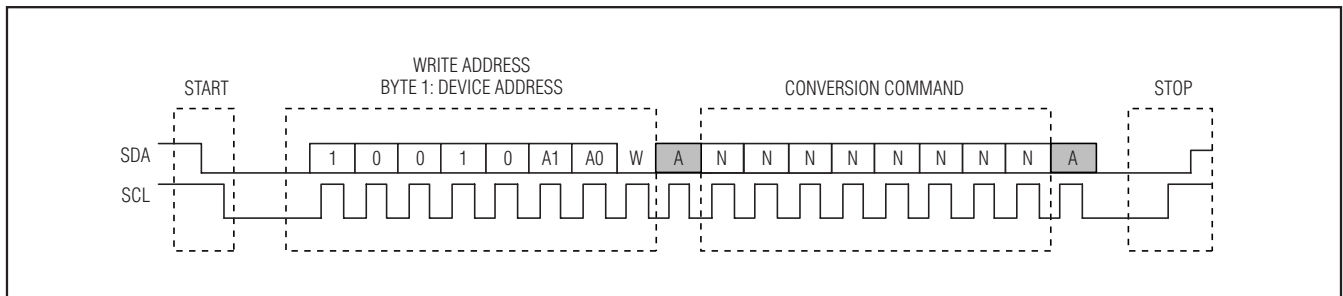 WRITE ADDRESS
BYTE 1: DEVICE ADDRESS
START
CONVERSION COMMAND
STOP
SDA
1 0 0 1 0 A1 A0 W A N N N N N N N N A
SCL